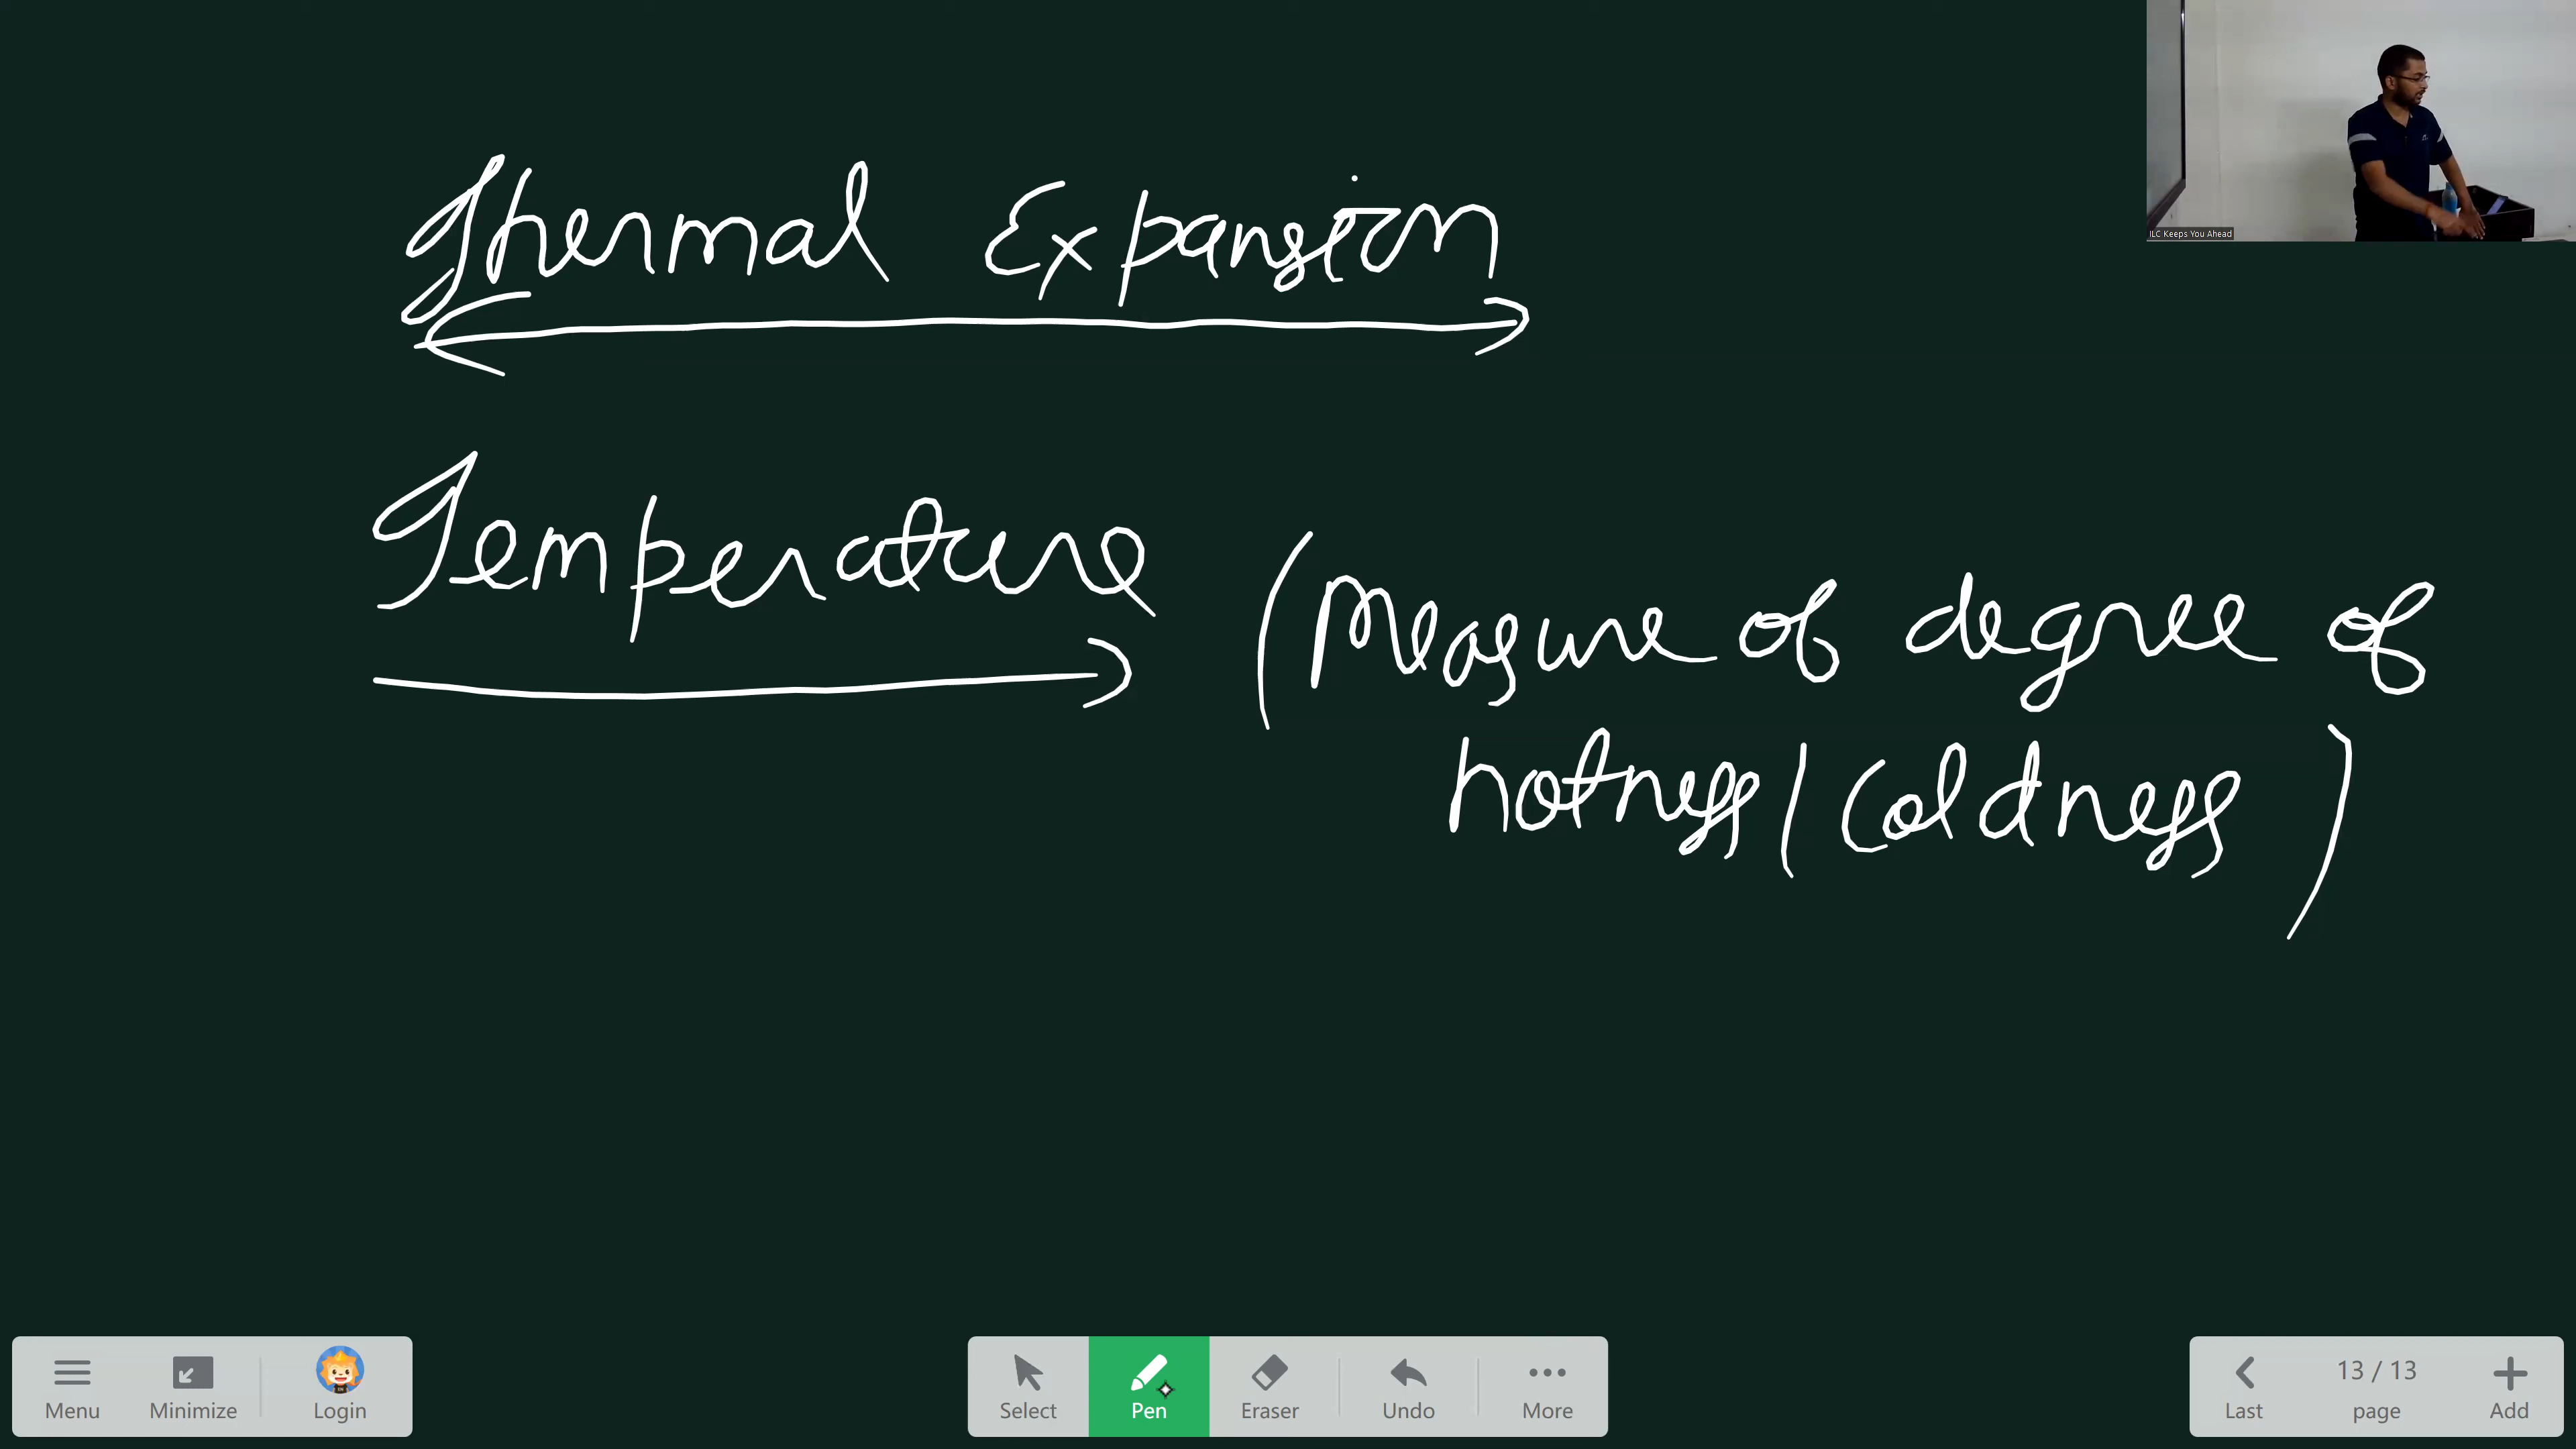 ILC Keeps You Ahead
Thermal Expansion
Temperature (Measure of degree of
hotness/Coldness)
Menu Minimize Login Select Pen Eraser Undo More Last 13 / 13 page Add